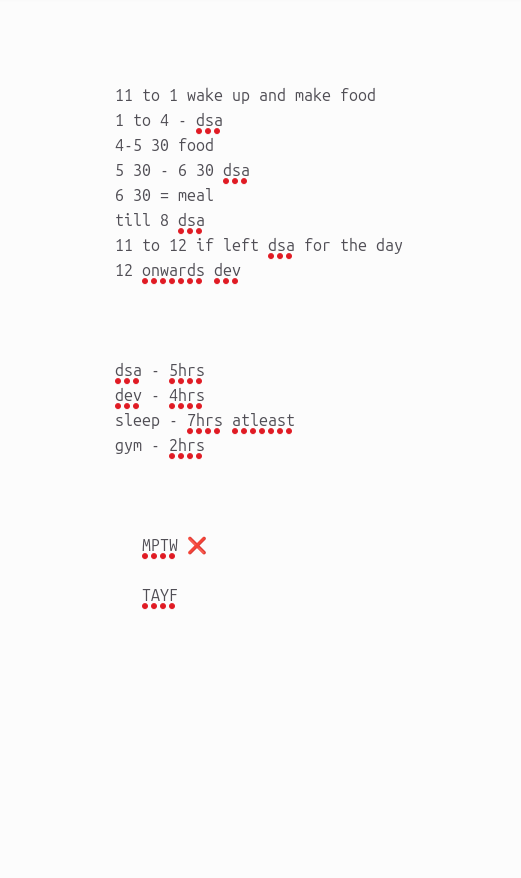 11 to 1 wake up and make food
1 to 4 - dsa
4-5 30 food
5 30 - 6 30 dsa
6 30 = meal
till 8 dsa
11 to 12 if left dsa for the day
12 onwards dev
dsa - 5hrs
dev - 4hrs
sleep - 7hrs atleast
gym - 2hrs
MPTW ❌
TAYF